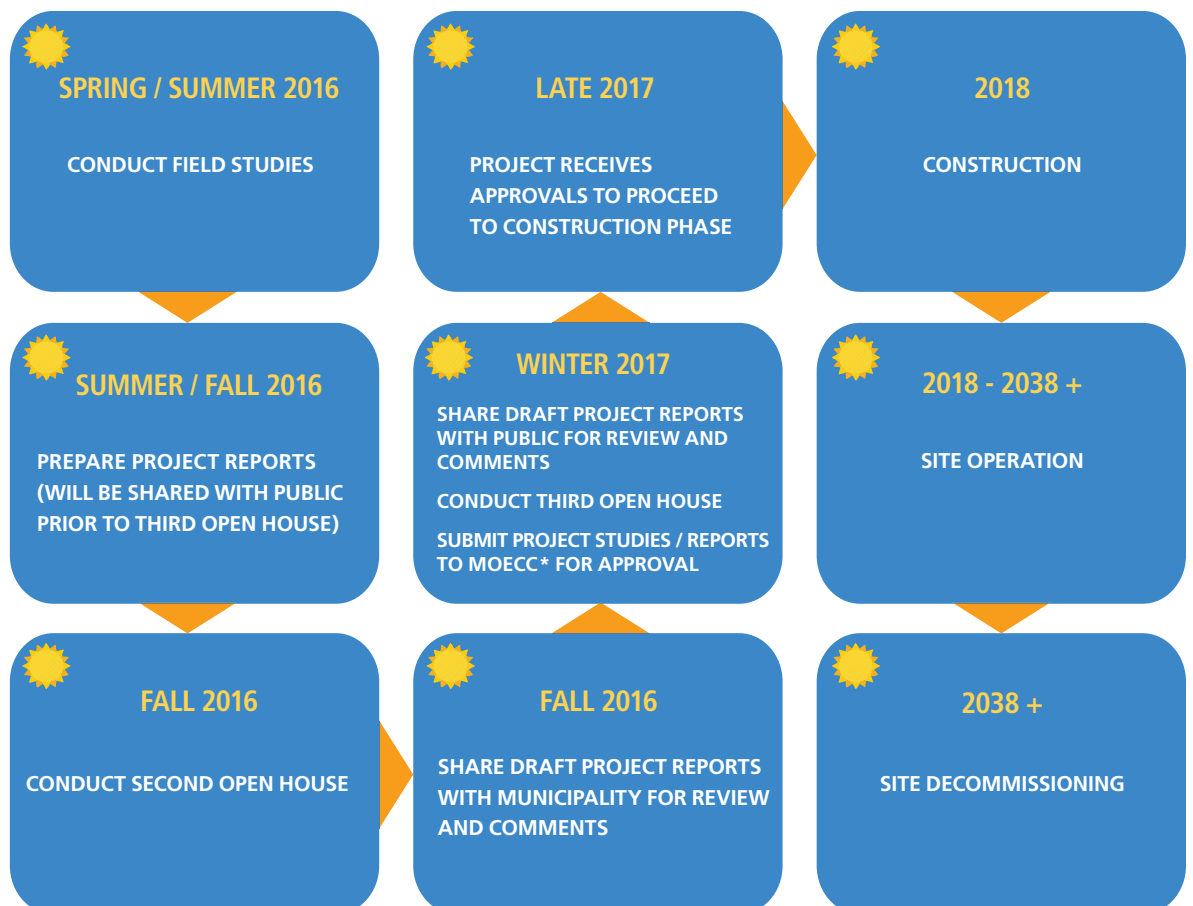 SPRING / SUMMER 2016
CONDUCT FIELD STUDIES
SUMMER / FALL 2016
PREPARE PROJECT REPORTS
(WILL BE SHARED WITH PUBLIC
PRIOR TO THIRD OPEN HOUSE)
FALL 2016
CONDUCT SECOND OPEN HOUSE
FALL 2016
SHARE DRAFT PROJECT REPORTS
WITH MUNICIPALITY FOR REVIEW
AND COMMENTS
WINTER 2017
SHARE DRAFT PROJECT REPORTS
WITH PUBLIC FOR REVIEW AND
COMMENTS
CONDUCT THIRD OPEN HOUSE
SUBMIT PROJECT STUDIES / REPORTS
TO MOECC* FOR APPROVAL
LATE 2017
PROJECT RECEIVES
APPROVALS TO PROCEED
TO CONSTRUCTION PHASE
2018
CONSTRUCTION
2018 - 2038 +
SITE OPERATION
2038 +
SITE DECOMMISSIONING